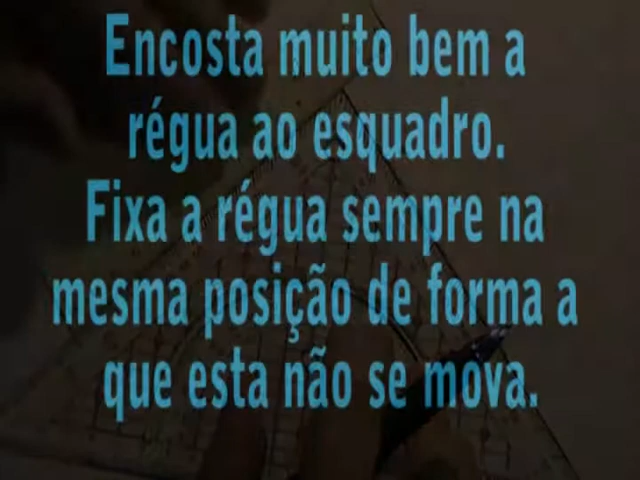 Encosta muito bem a
régua ao esquadro.
Fixa a régua sempre na
mesma posição de forma a
que esta não se mova.